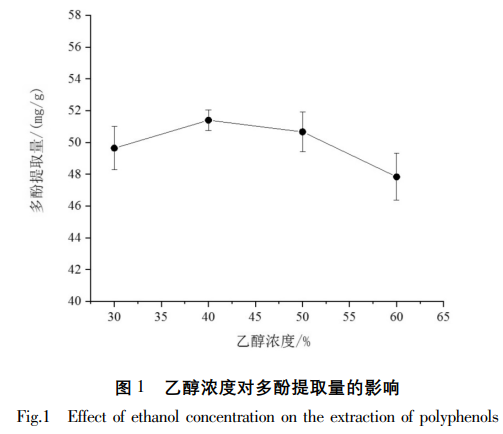 58
56
54
52
50
48
46
44
42
40
多酚提取量/(mg/g)
30 35 40 45 50 55 60 65
乙醇浓度/%
图 1 乙醇浓度对多酚提取量的影响
Fig.1 Effect of ethanol concentration on the extraction of polyphenols